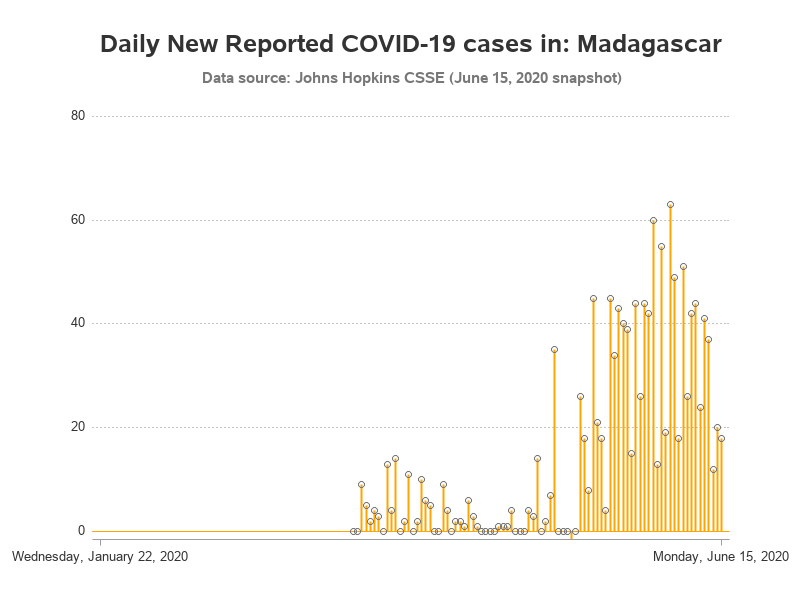 Daily New Reported COVID-19 cases in: Madagascar
Data source: Johns Hopkins CSSE (June 15, 2020 snapshot)
80
60
40
20
0
Wednesday, January 22, 2020
Monday, June 15, 2020